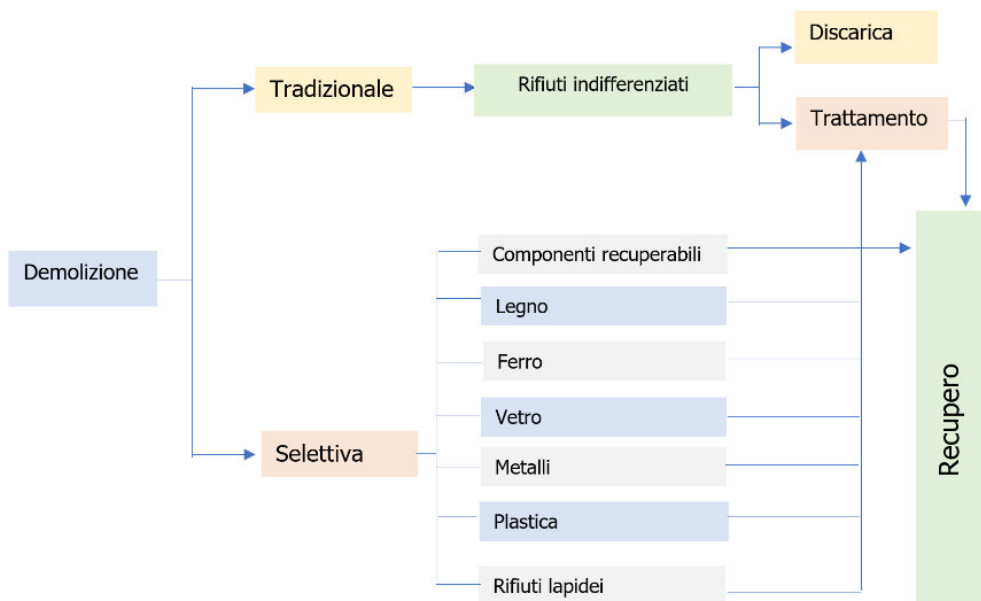 Discarica
Tradizionale
Rifiuti indifferenziati
Trattamento
Demolizione
Componenti recuperabili
Legno
Ferro
Vetro
Selettiva
Metalli
Plastica
Rifiuti lapidei
Recupero